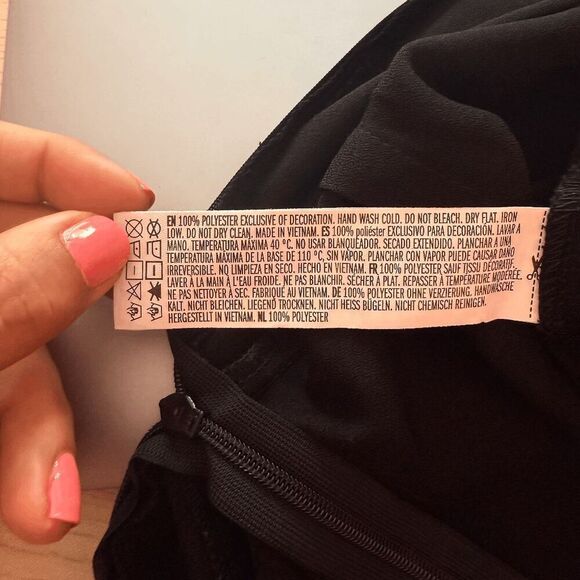 EN 100% POLYESTER EXCLUSIVE OF DECORATION. HAND WASH COLD. DO NOT BLEACH. DRY FLAT. IRON
LOW. DO NOT DRY CLEAN. MADE IN VIETNAM. ES 100% poliéster EXCLUSIVO PARA DECORACIÓN. LAVAR A
MANO. TEMPERATURA MÁXIMA 40 °C. NO USAR BLANQUEADOR. SECADO EXTENDIDO. PLANCHAR A UNA
TEMPERATURA MÁXIMA DE LA BASE DE 110 °C, SIN VAPOR. PLANCHAR CON VAPOR PUEDE CAUSAR DAÑO
IRREVERSIBLE. NO LIMPIEZA EN SECO. HECHO EN VIETNAM. FR 100% POLYESTER SAUF TISSU DÉCORATIF.
LAVER À LA MAIN À L'EAU FROIDE. NE PAS BLANCHIR. SÉCHER À PLAT. REPASSER À TEMPÉRATURE MODÉRÉE.
NE PAS NETTOYER À SEC. FABRIQUÉ AU VIETNAM. DE 100% POLYESTER OHNE VERZIERUNG. HANDWÄSCHE
KALT. NICHT BLEICHEN. LIEGEND TROCKNEN. NICHT HEISS BÜGELN. NICHT CHEMISCH REINIGEN.
HERGESTELLT IN VIETNAM. NL 100% POLYESTER